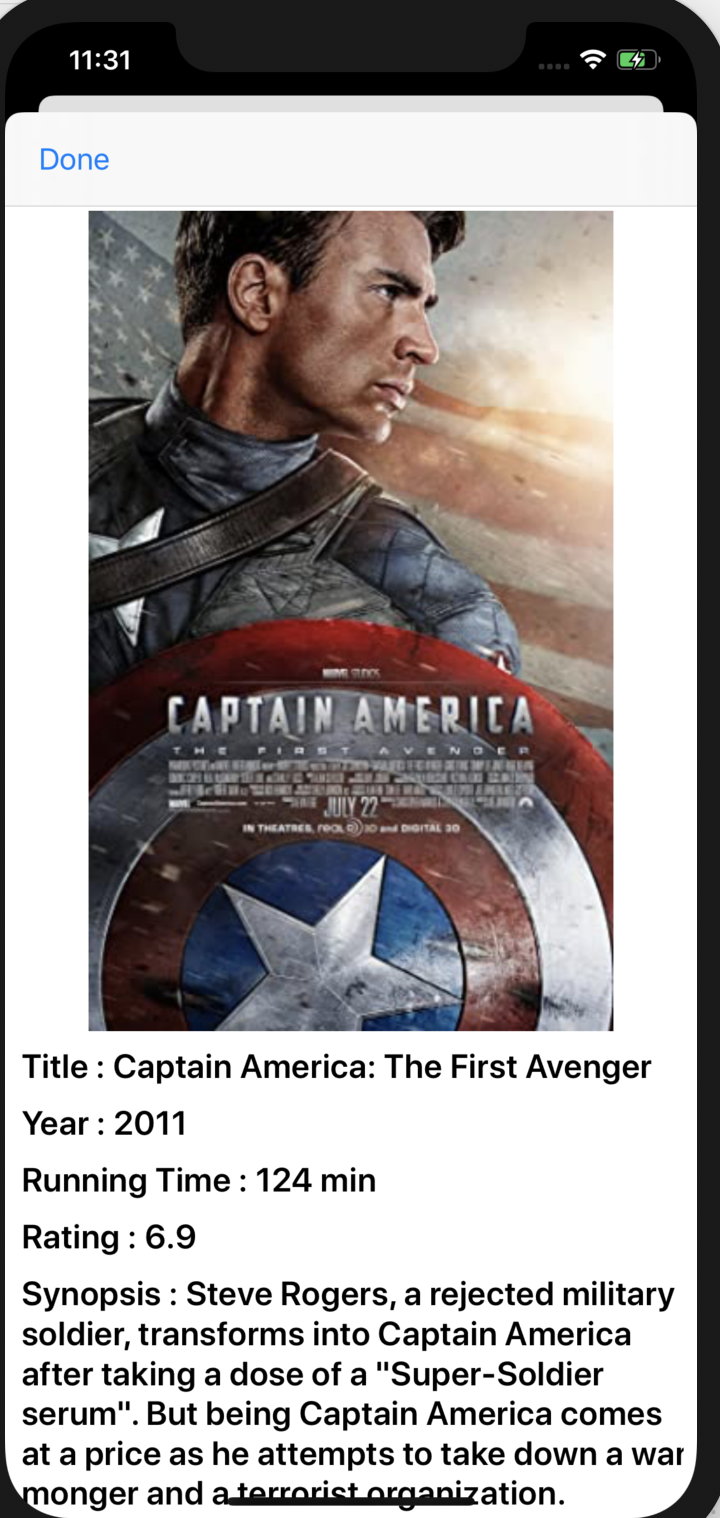 11:31
Done
MARVEL STUDIOS
CAPTAIN AMERICA
THE FIRST AVENGER
JULY 22
IN THEATRES, REAL D 3D and DIGITAL 3D
Title : Captain America: The First Avenger
Year : 2011
Running Time : 124 min
Rating : 6.9
Synopsis : Steve Rogers, a rejected military
soldier, transforms into Captain America
after taking a dose of a "Super-Soldier
serum". But being Captain America comes
at a price as he attempts to take down a war
monger and a terrorist organization.